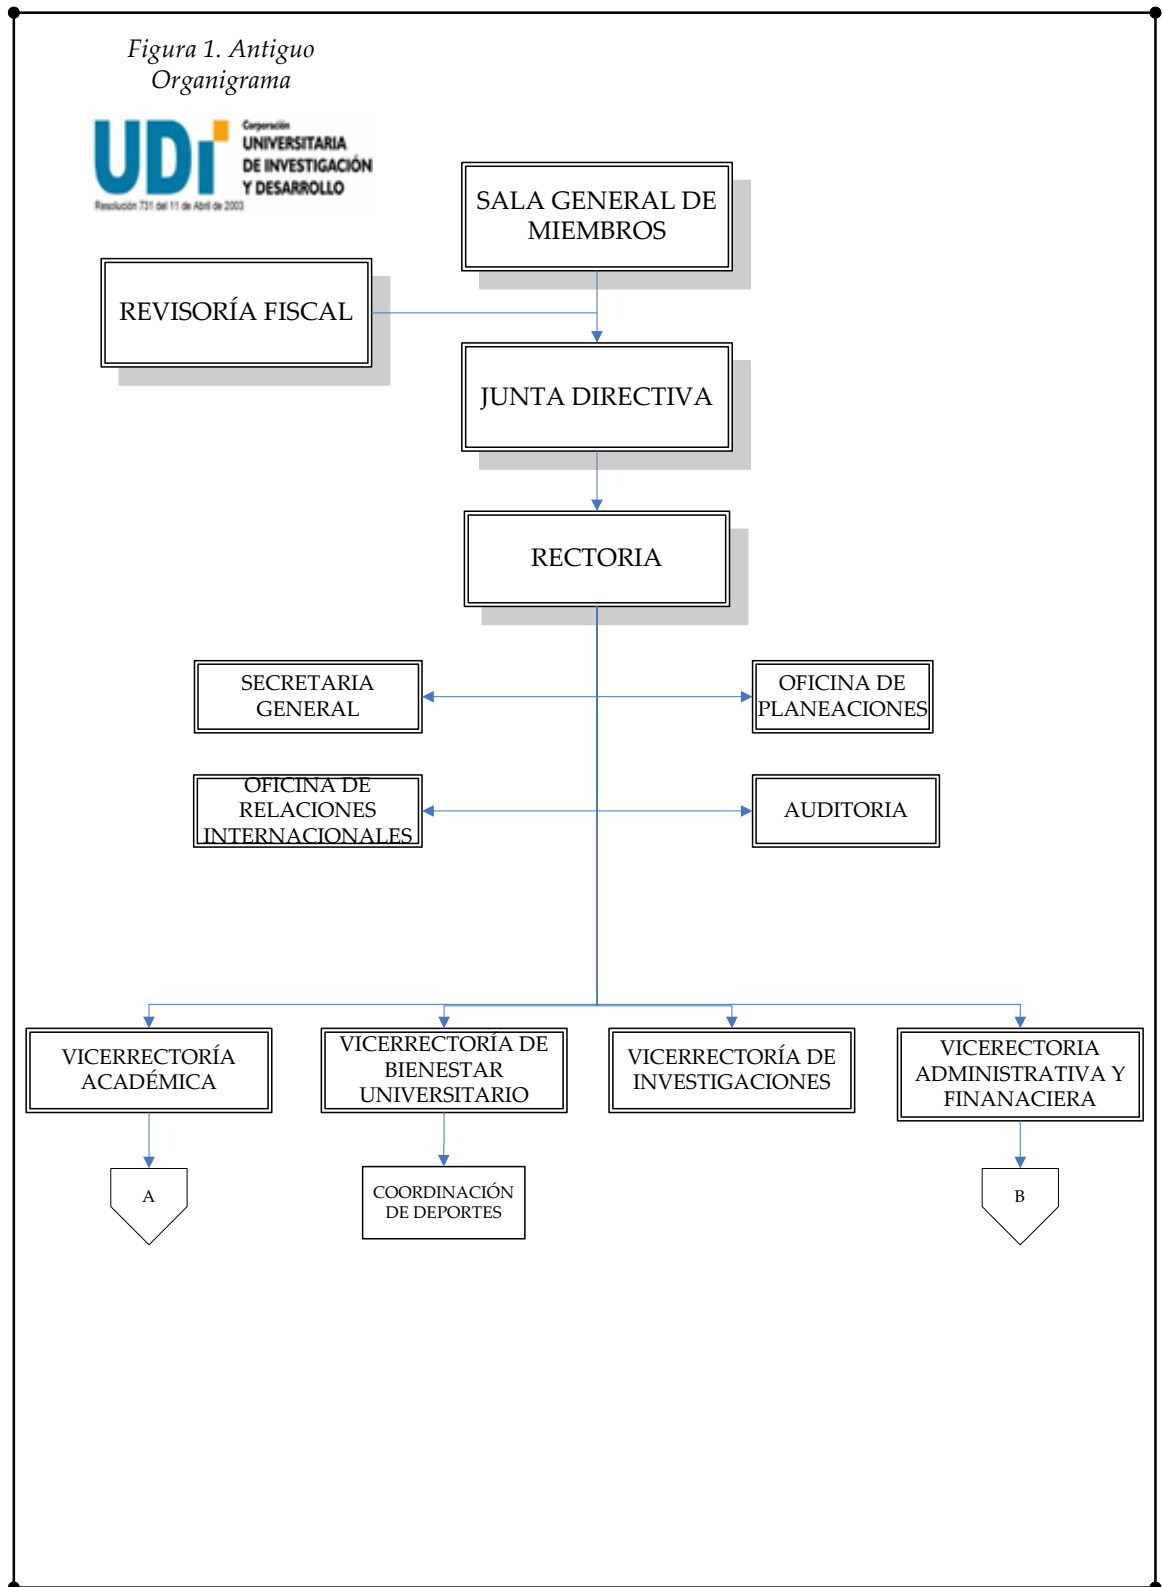 Figura 1. Antiguo
Organigrama
UDi
Corporación
UNIVERSITARIA
DE INVESTIGACIÓN
Y DESARROLLO
Resolución 731 del 11 de Abril de 2003
SALA GENERAL DE
MIEMBROS
REVISORÍA FISCAL
JUNTA DIRECTIVA
RECTORIA
SECRETARIA
GENERAL
OFICINA DE
PLANEACIONES
OFICINA DE
RELACIONES
INTERNACIONALES
AUDITORIA
VICERRECTORÍA
ACADÉMICA
VICERRECTORÍA DE
BIENESTAR
UNIVERSITARIO
VICERRECTORÍA DE
INVESTIGACIONES
VICERECTORIA
ADMINISTRATIVA Y
FINANACIERA
A
COORDINACIÓN
DE DEPORTES
B